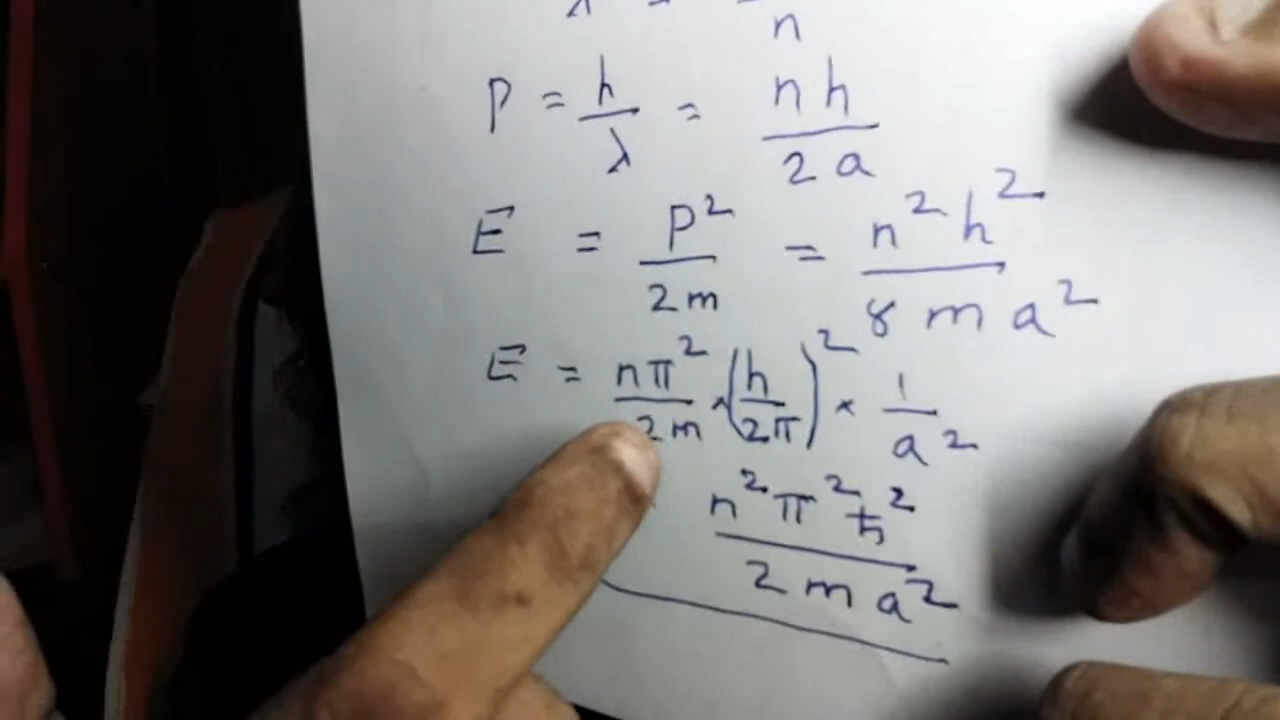 λ = /n
P = h/λ = nh/2a
E = P²/2m = n²h²/8ma²
E = nπ²/2m × (h/2π)² × 1/a²
n²π²ħ²/2ma²